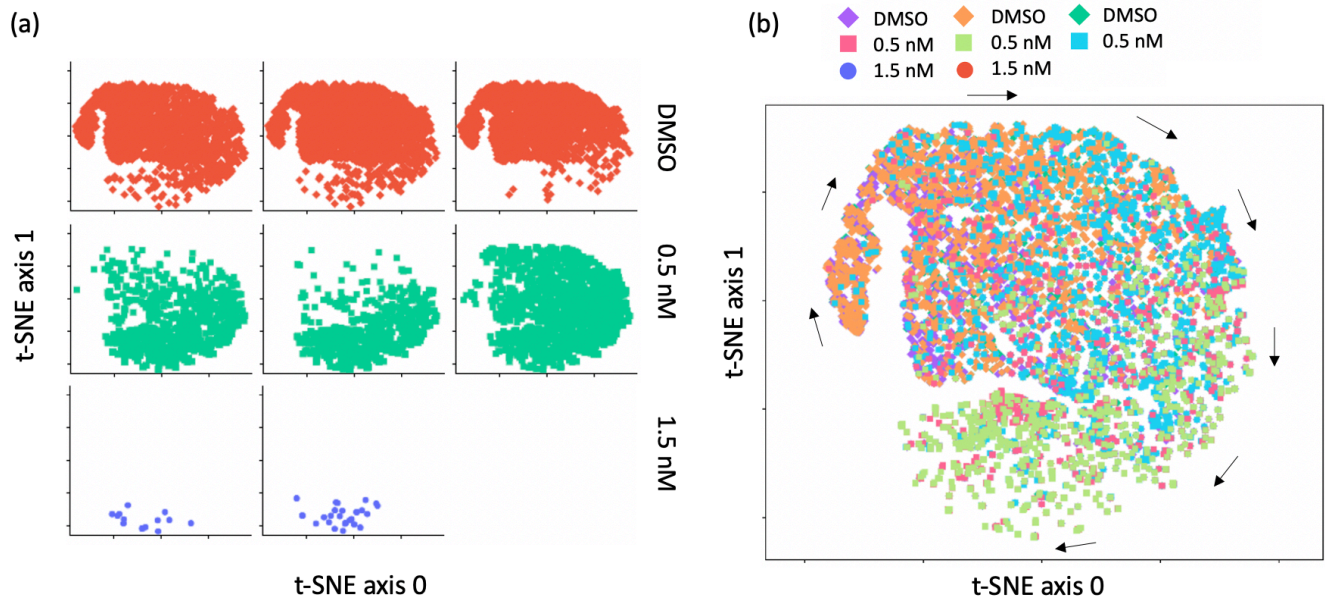 (a)
DMSO
0.5 nM
1.5 nM
t-SNE axis 1
t-SNE axis 0
(b)
DMSO DMSO DMSO
0.5 nM 0.5 nM 0.5 nM
1.5 nM 1.5 nM
t-SNE axis 1
t-SNE axis 0